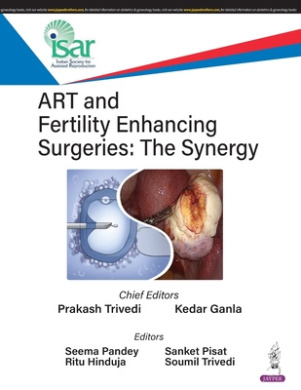 isar
Indian Society for
Assisted Reproduction
ART and
Fertility Enhancing
Surgeries: The Synergy
Chief Editors
Prakash Trivedi
Kedar Ganla
Editors
Seema Pandey
Sanket Pisat
Ritu Hinduja
Soumil Trivedi
JAYPEE